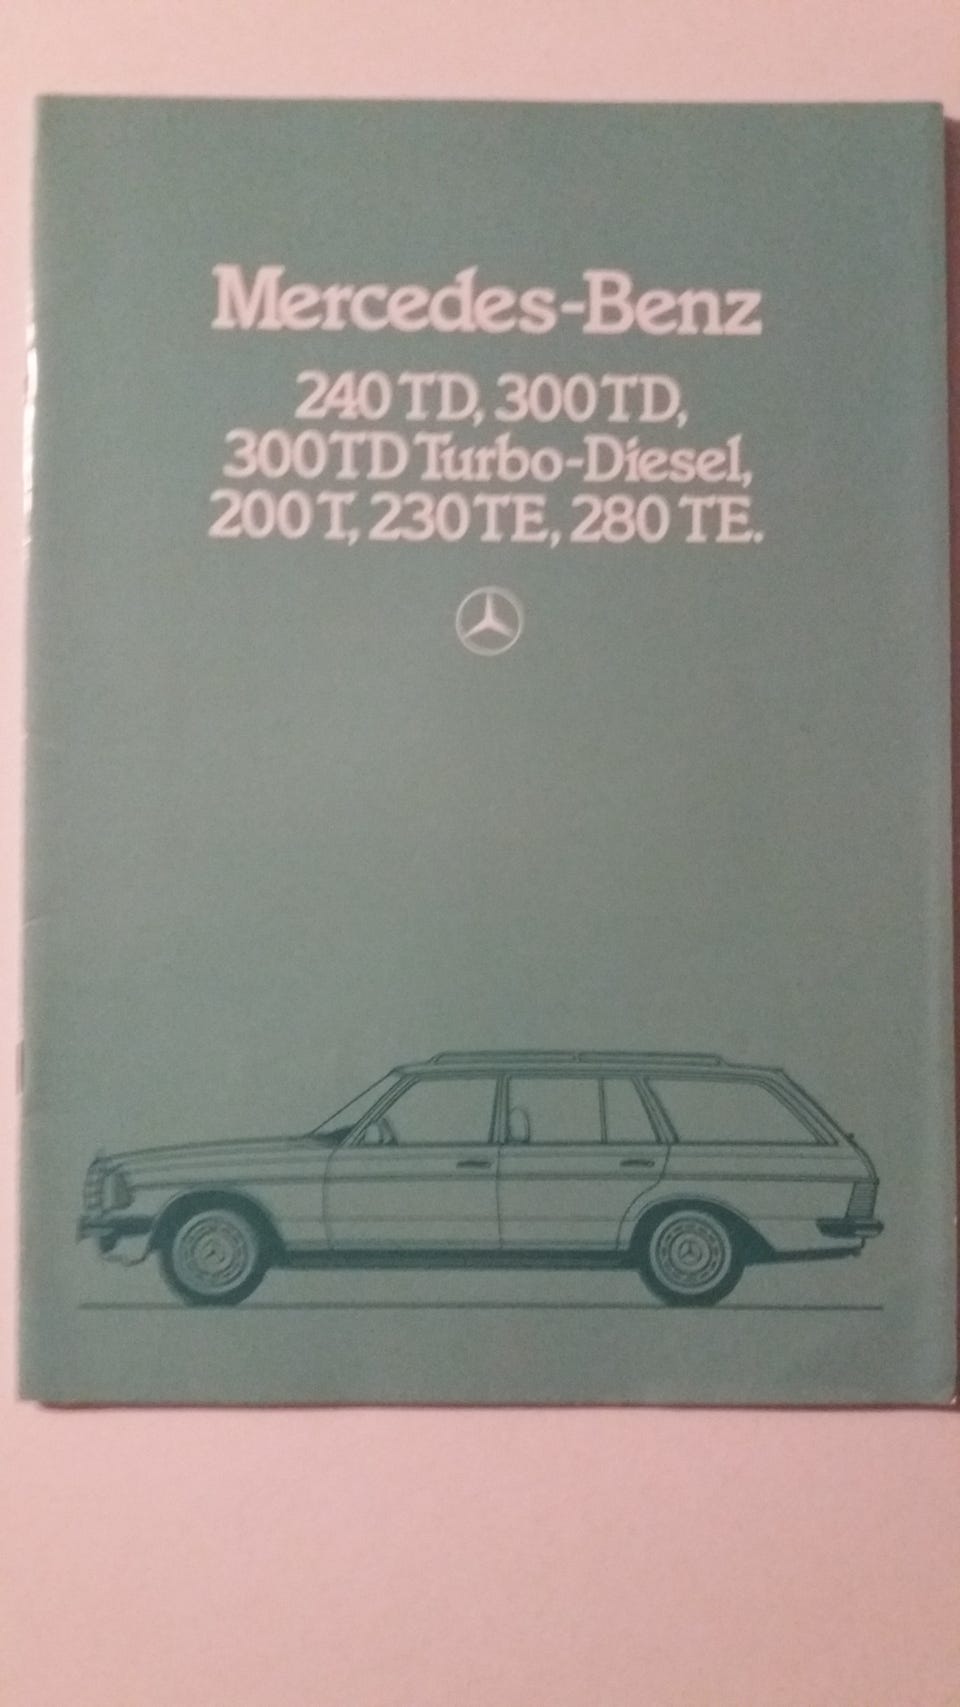 Mercedes-Benz
240 TD, 300 TD,
300 TD Turbo-Diesel,
200 T, 230 TE, 280 TE.